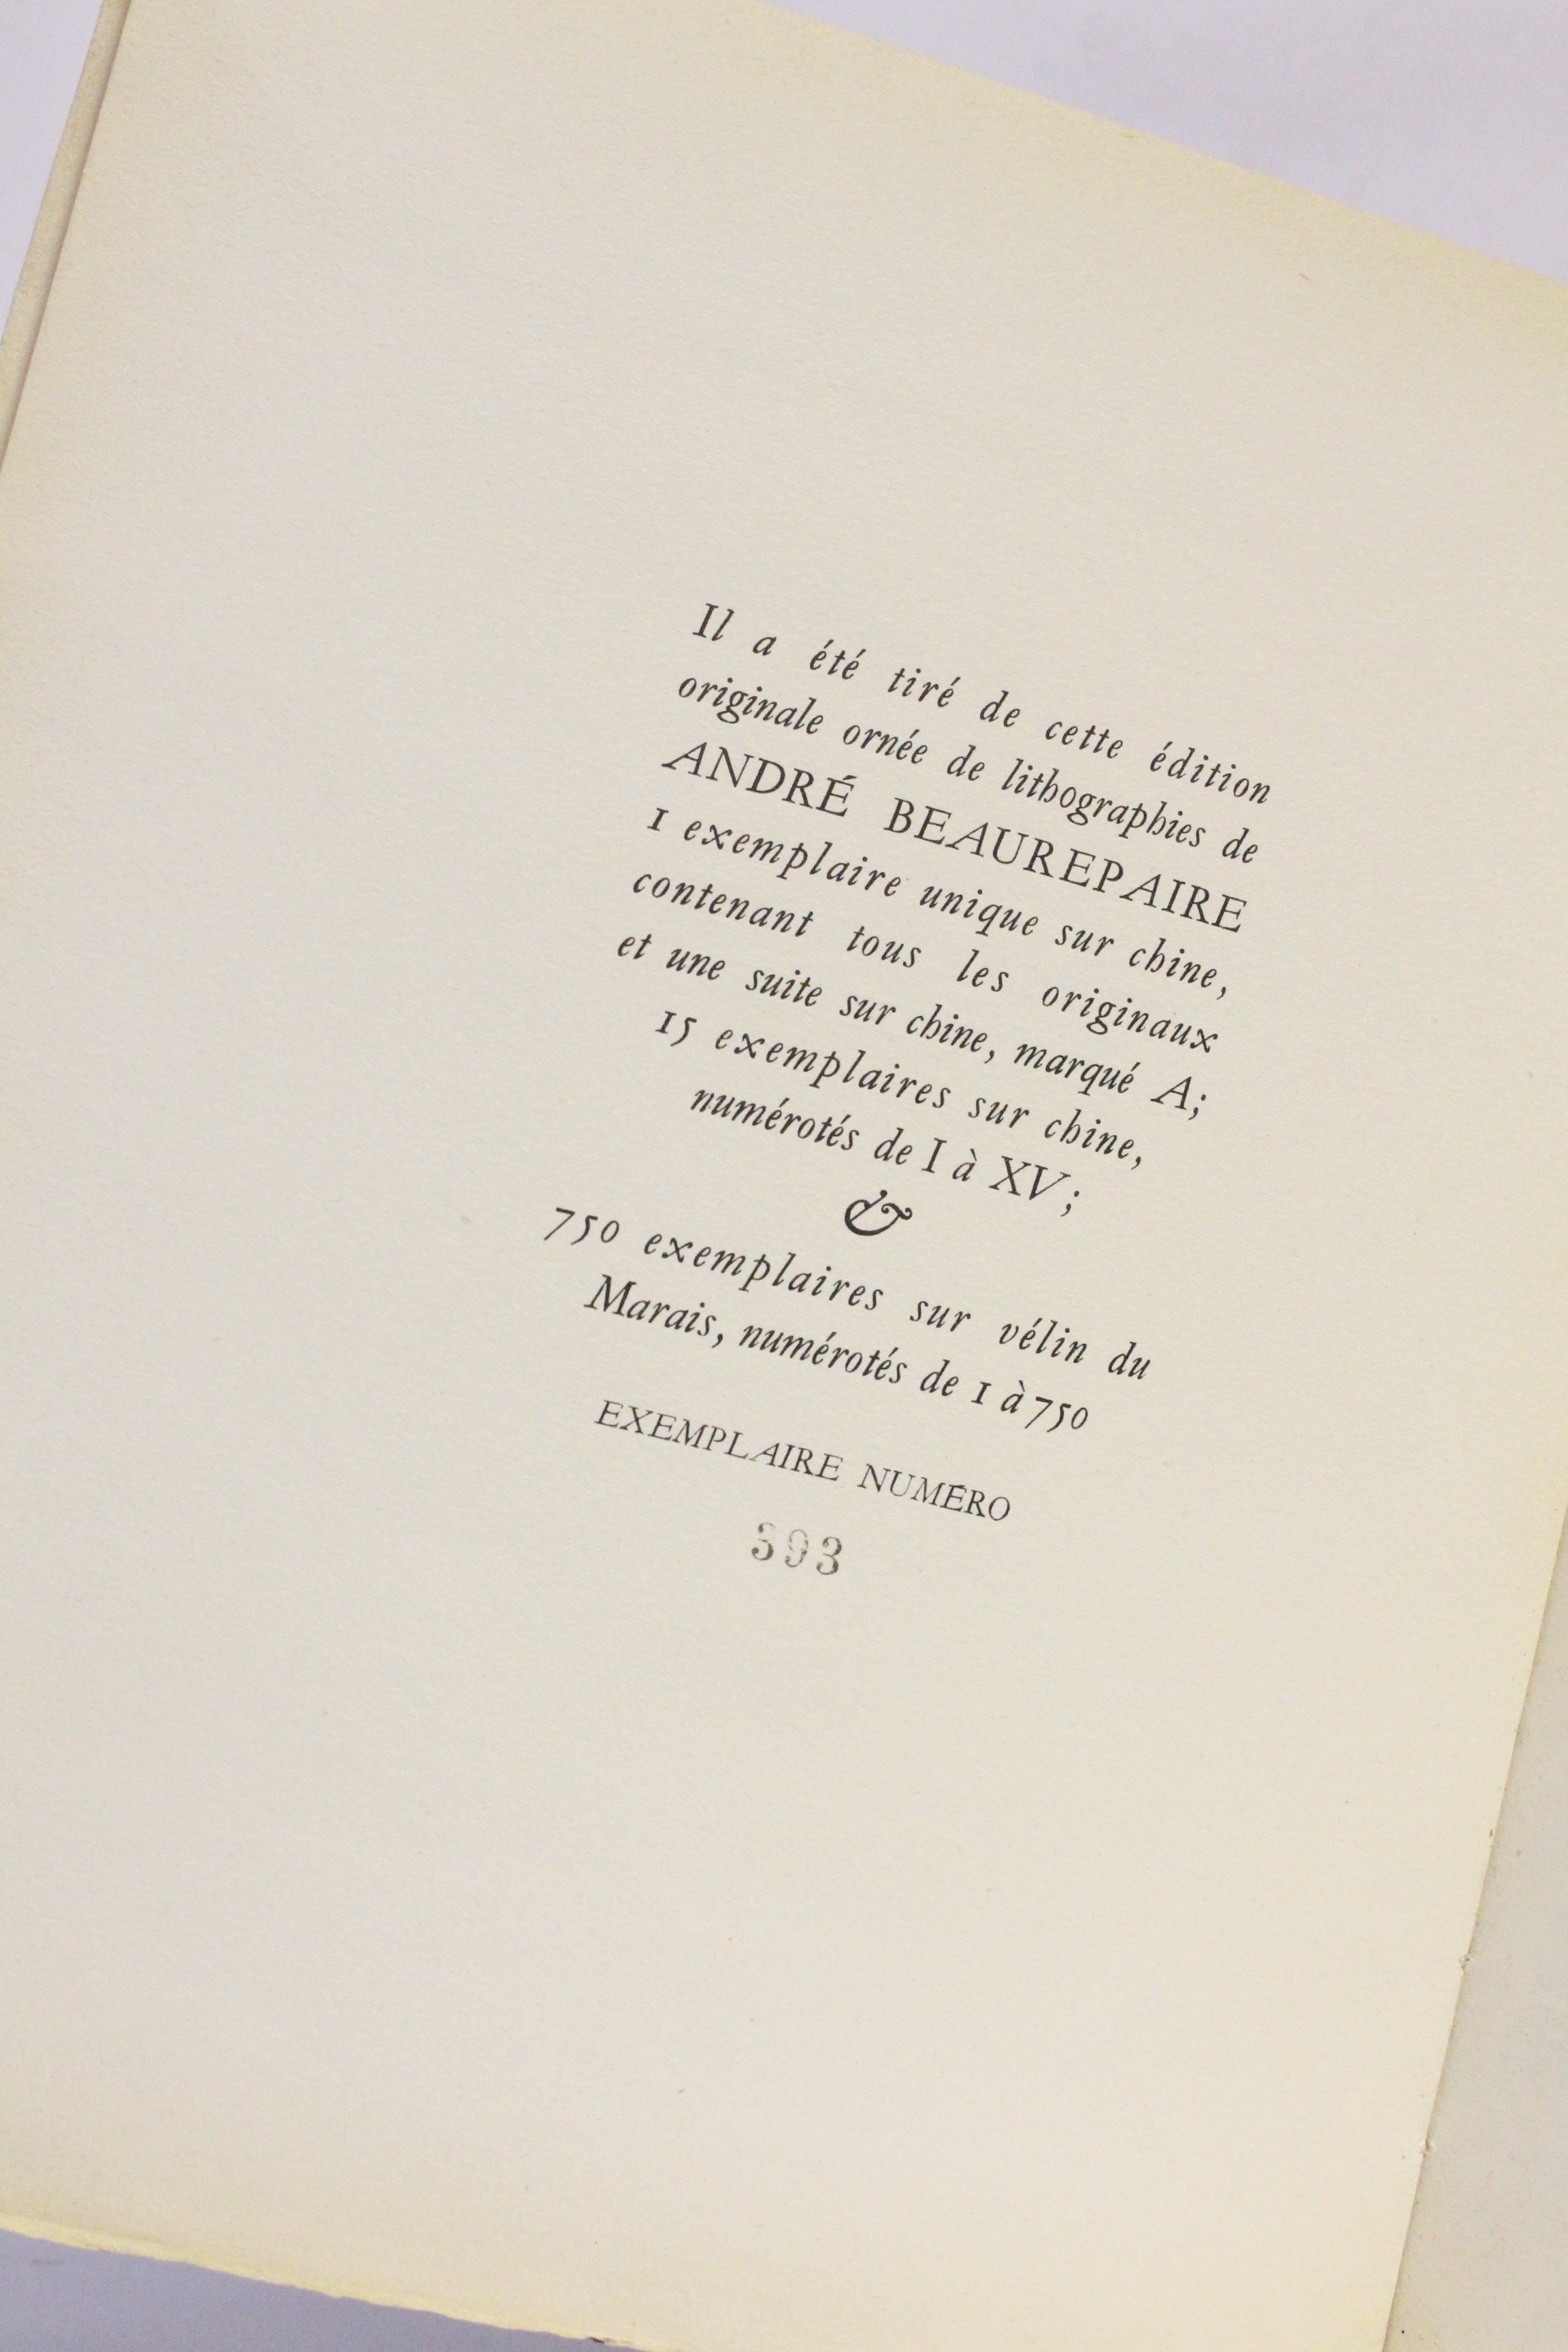 Il a été tiré de cette édition
originale ornée de lithographies de
ANDRÉ BEAUREPAIRE
1 exemplaire unique sur chine,
contenant tous les originaux
et une suite sur chine, marqué A;
15 exemplaires sur chine,
numérotés de I à XV;
&
750 exemplaires sur vélin du
Marais, numérotés de 1 à 750
EXEMPLAIRE NUMÉRO
393